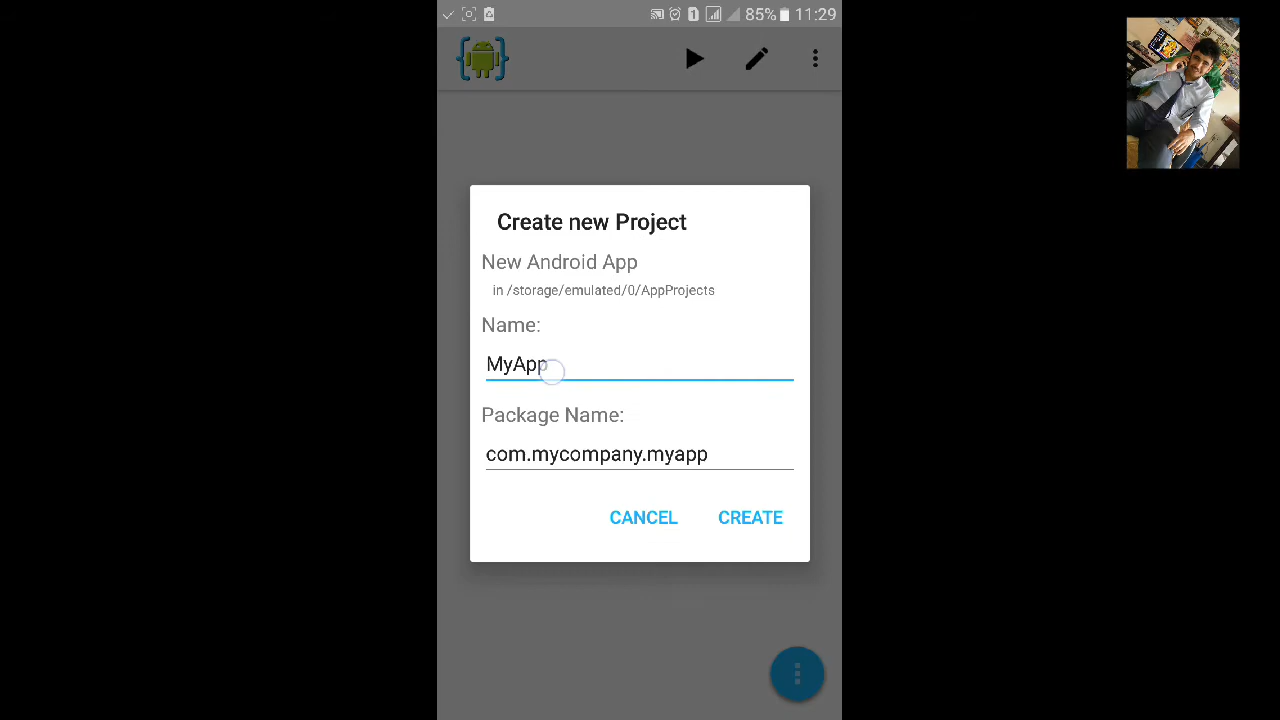 85% 11:29
Create new Project
New Android App
in /storage/emulated/0/AppProjects
Name:
MyApp
Package Name:
com.mycompany.myapp
CANCEL CREATE